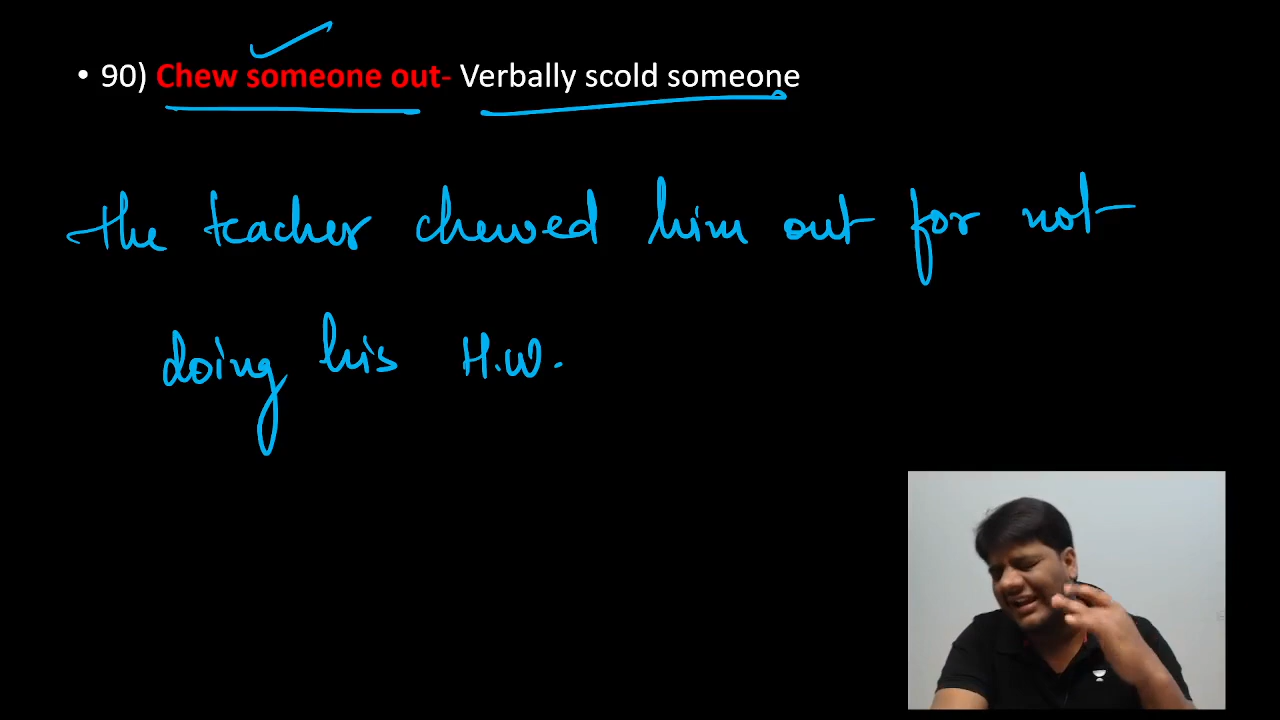 • 90) Chew someone out- Verbally scold someone
the teacher chewed him out for not
doing his H.W.